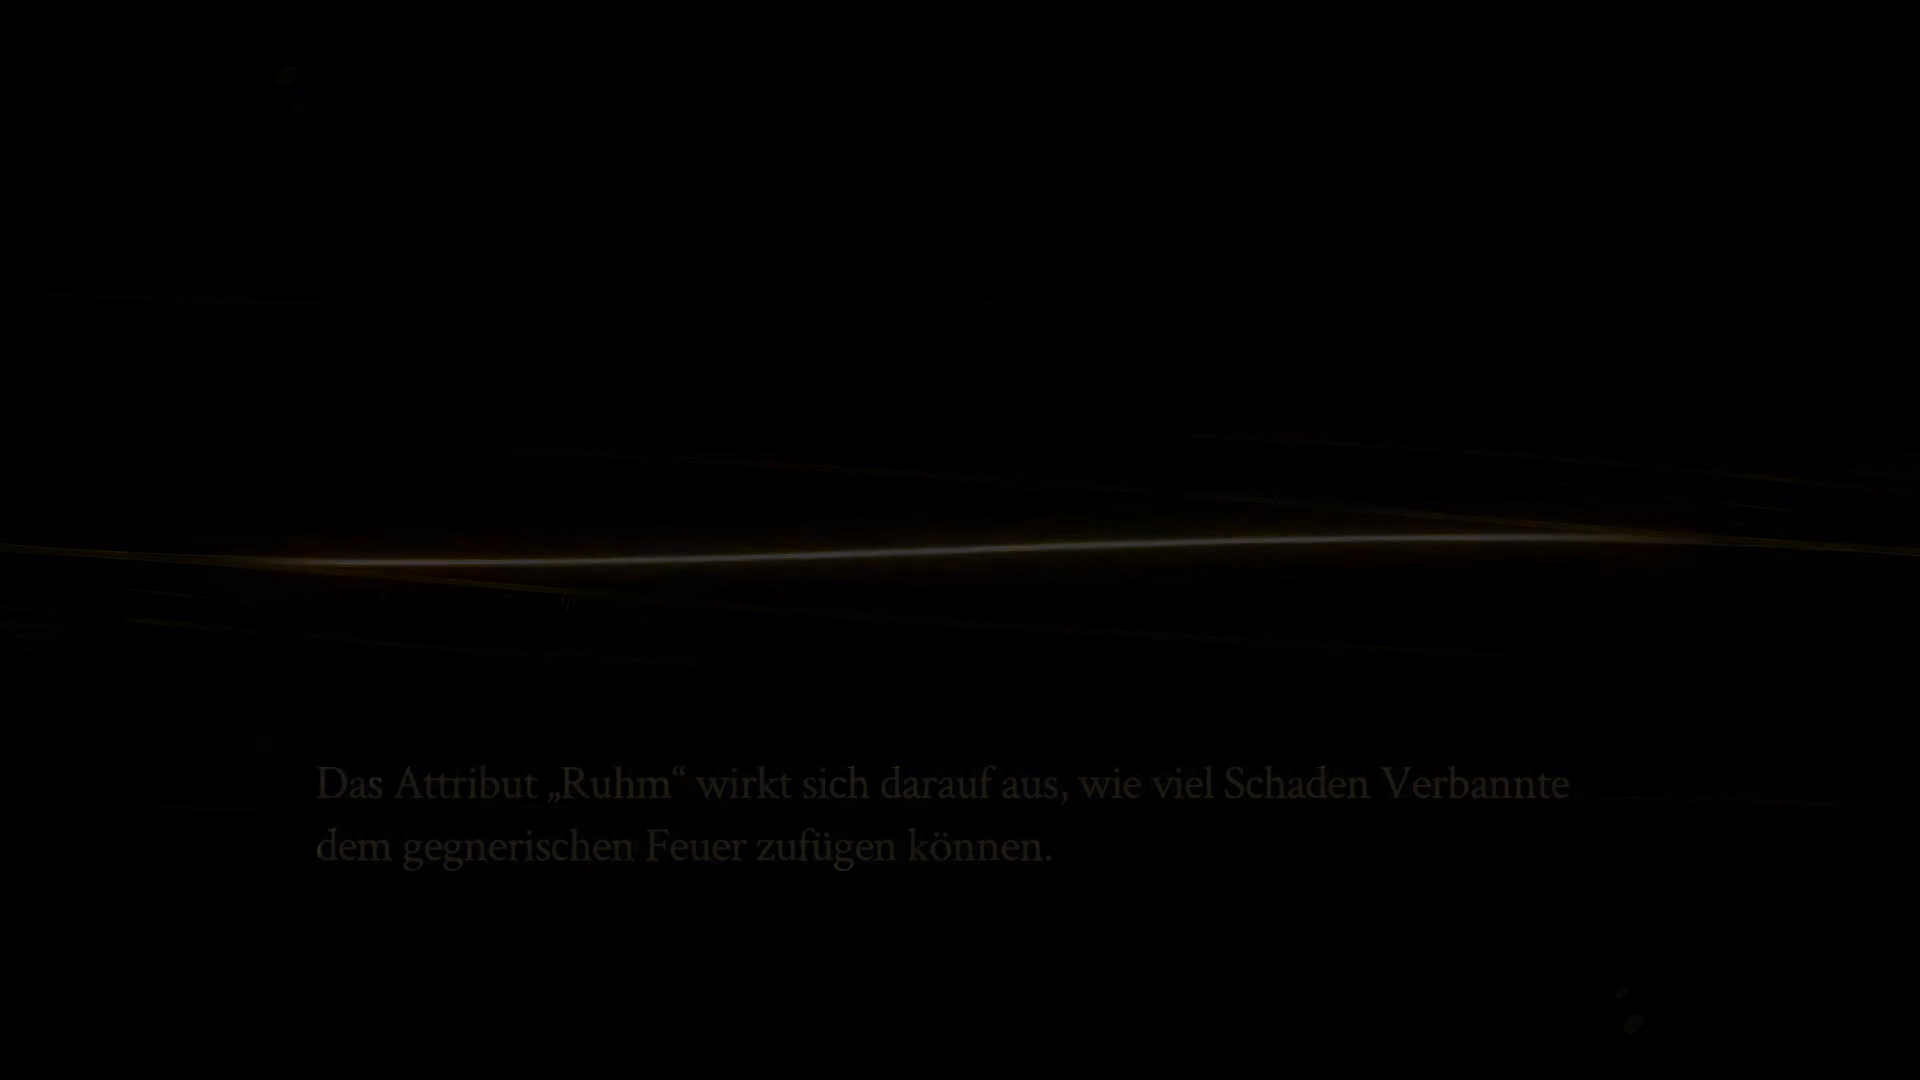 Das Attribut „Ruhm“ wirkt sich darauf aus, wie viel Schaden Verbannte
dem gegnerischen Feuer zufügen können.